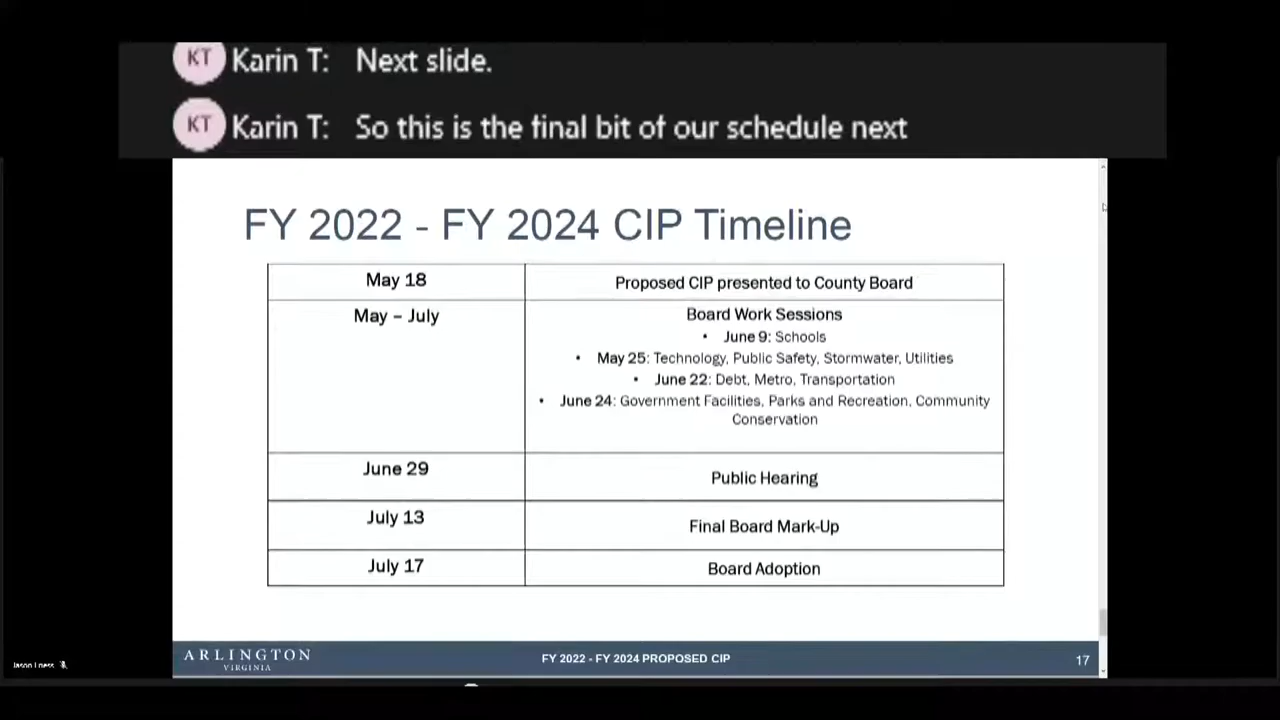 KT Karin T: Next slide.
KT Karin T: So this is the final bit of our schedule next
FY 2022 - FY 2024 CIP Timeline
May 18 Proposed CIP presented to County Board
May – July Board Work Sessions
• June 9: Schools
• May 25: Technology, Public Safety, Stormwater, Utilities
• June 22: Debt, Metro, Transportation
• June 24: Government Facilities, Parks and Recreation, Community
Conservation
June 29 Public Hearing
July 13 Final Board Mark-Up
July 17 Board Adoption
ARLINGTON
VIRGINIA
FY 2022 - FY 2024 PROPOSED CIP
17
Jason